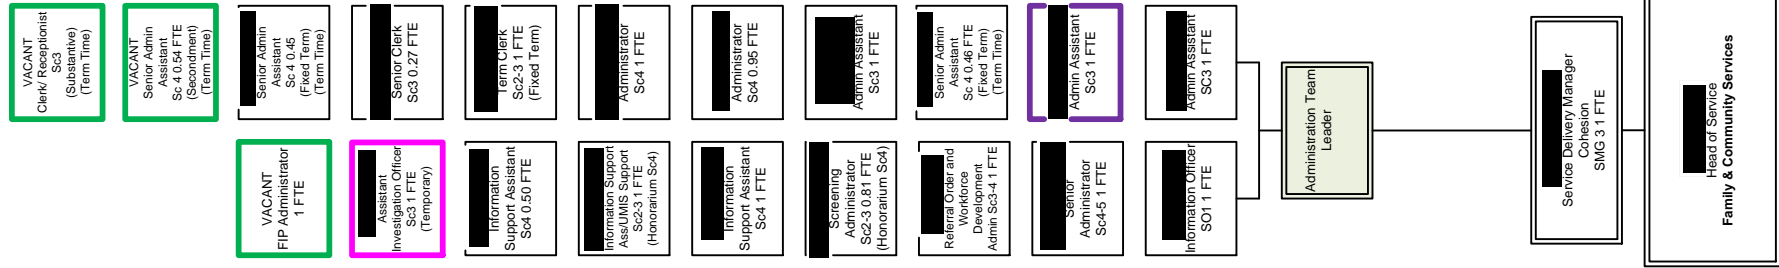 VACANT
Clerk/ Receptionist
Sc3
(Substantive)
(Term Time)
VACANT
Senior Admin
Assistant
Sc 4 0.54 FTE
(Secondment)
(Term Time)
Senior Admin
Assistant
Sc 4 0.45
(Fixed Term)
(Term Time)
Senior Clerk
Sc3 0.27 FTE
Term Clerk
Sc2-3 1 FTE
(Fixed Term)
Administrator
Sc4 1 FTE
Administrator
Sc4 0.95 FTE
Admin Assistant
Sc3 1 FTE
Senior Admin
Assistant
Sc 4 0.46 FTE
(Fixed Term)
(Term Time)
Admin Assistant
Sc3 1 FTE
Admin Assistant
SC3 1 FTE
VACANT
FIP Administrator
1 FTE
Assistant
Investigation Officer
Sc3 1 FTE
(Temporary)
Information
Support Assistant
Sc4 0.50 FTE
Information Support
Ass/UMIS Support
Sc2-3 1 FTE
(Honorarium Sc4)
Information
Support Assistant
Sc4 1 FTE
Screening
Administrator
Sc2-3 0.81 FTE
(Honorarium Sc4)
Referral Order and
Workforce
Development
Admin Sc3-4 1 FTE
Senior
Administrator
Sc4-5 1 FTE
Information Officer
SO1 1 FTE
Administration Team
Leader
Service Delivery Manager
Cohesion
SMG 3 1 FTE
Head of Service
Family & Community Services